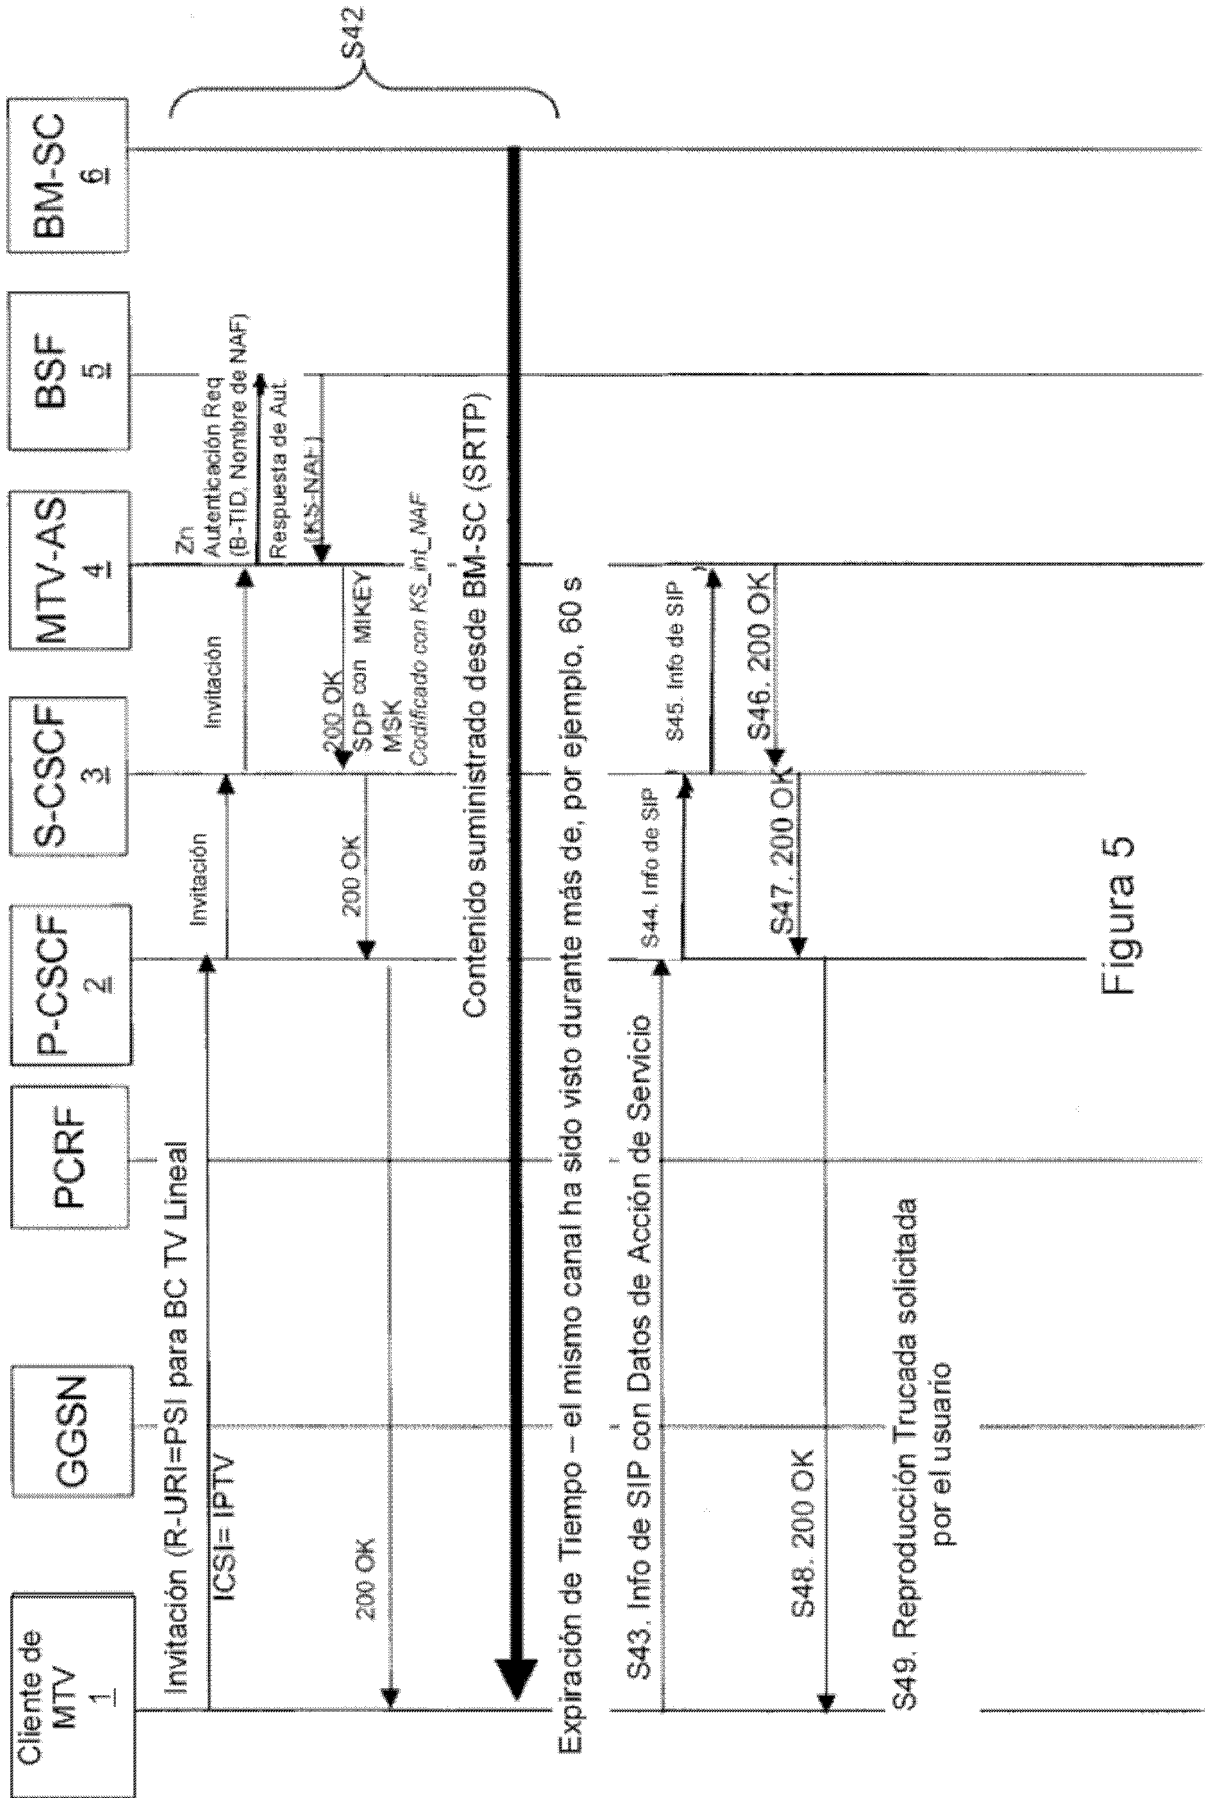 Cliente de
MTV
1
GGSN
PCRF
P-CSCF
2
S-CSCF
3
MTV-AS
4
BSF
5
BM-SC
6
Invitación (R-URI=PSI para BC TV Lineal
ICSI= IPTV
Invitación
Invitación
Zn
Autenticación Req
(B-TID, Nombre de NAF)
Respuesta de Aut.
(KS-NAF)
200 OK
SDP con MIKEY
MSK
Codificado con KS_int_NAF
200 OK
200 OK
S42
Contenido suministrado desde BM-SC (SRTP)
Expiración de Tiempo – el mismo canal ha sido visto durante más de, por ejemplo, 60 s
S43. Info de SIP con Datos de Acción de Servicio
S44. Info de SIP
S45. Info de SIP
S46. 200 OK
S47. 200 OK
S48. 200 OK
S49. Reproducción Trucada solicitada
por el usuario
Figura 5